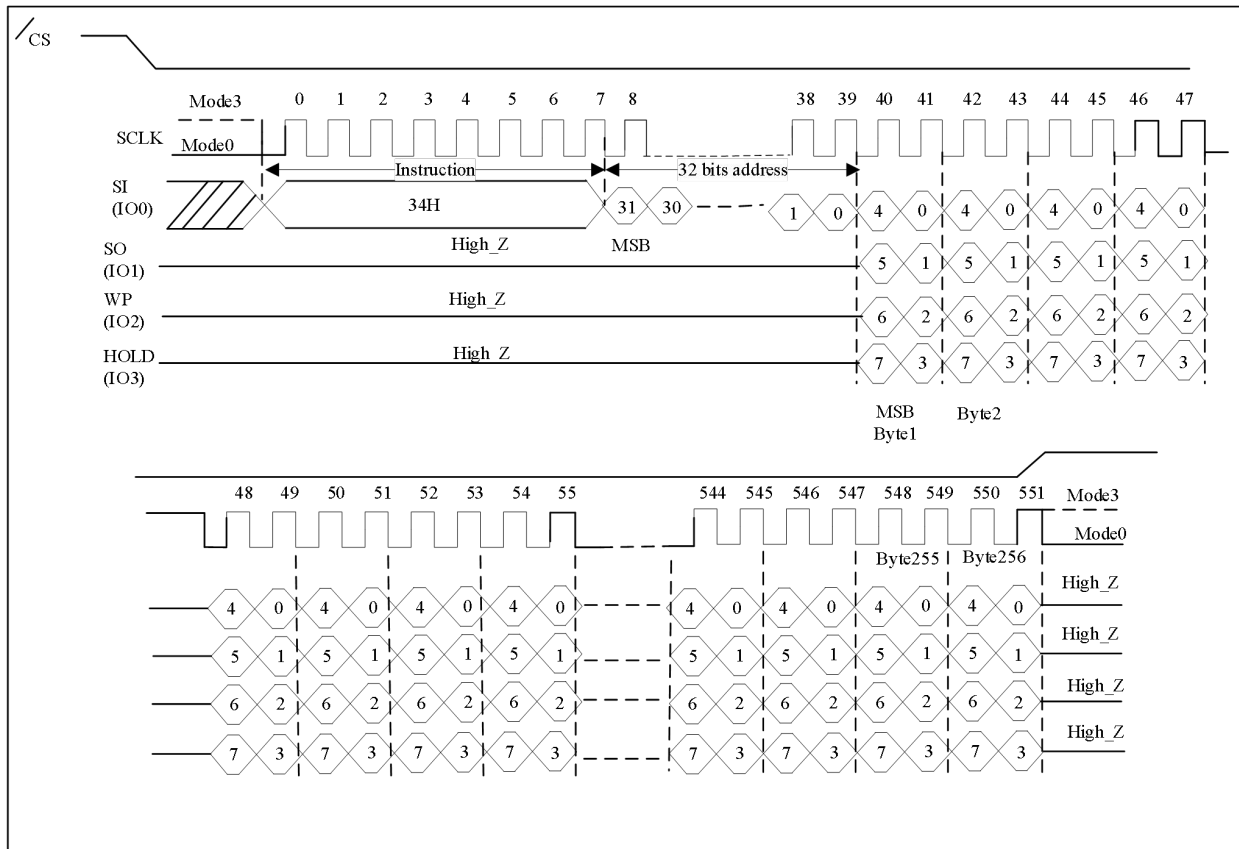 /CS
0 1 2 3 4 5 6 7 8 38 39 40 41 42 43 44 45 46 47
Mode3
SCLK
Mode0
Instruction 32 bits address
SI
(IO0)
34H 31 30 1 0 4 0 4 0 4 0 4 0
High_Z MSB
SO
(IO1)
5 1 5 1 5 1 5 1
WP
(IO2)
High_Z 6 2 6 2 6 2 6 2
HOLD
(IO3)
High_Z 7 3 7 3 7 3 7 3
MSB
Byte1 Byte2
48 49 50 51 52 53 54 55 544 545 546 547 548 549 550 551
Mode3
Mode0
Byte255 Byte256
High_Z
4 0 4 0 4 0 4 0 4 0 4 0 4 0 4 0
High_Z
5 1 5 1 5 1 5 1 5 1 5 1 5 1 5 1
High_Z
6 2 6 2 6 2 6 2 6 2 6 2 6 2 6 2
High_Z
7 3 7 3 7 3 7 3 7 3 7 3 7 3 7 3